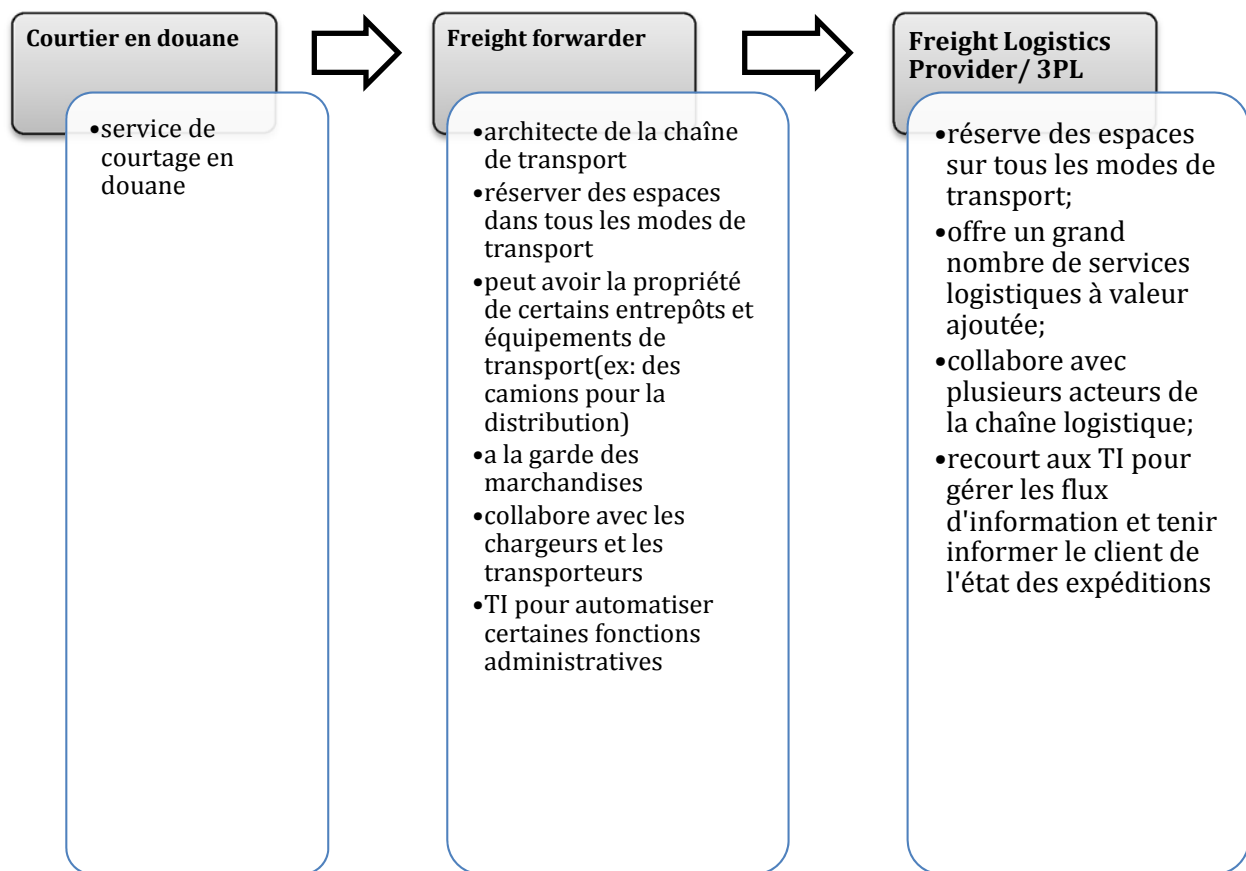 Courtier en douane
•service de
courtage en
douane
Freight forwarder
•architecte de la chaîne
de transport
•réserver des espaces
dans tous les modes de
transport
•peut avoir la propriété
de certains entrepôts et
équipements de
transport(ex: des
camions pour la
distribution)
•a la garde des
marchandises
•collabore avec les
chargeurs et les
transporteurs
•TI pour automatiser
certaines fonctions
administratives
Freight Logistics
Provider/ 3PL
•réserve des espaces
sur tous les modes de
transport;
•offre un grand
nombre de services
logistiques à valeur
ajoutée;
•collabore avec
plusieurs acteurs de
la chaîne logistique;
•recourt aux TI pour
gérer les flux
d'information et tenir
informer le client de
l'état des expéditions